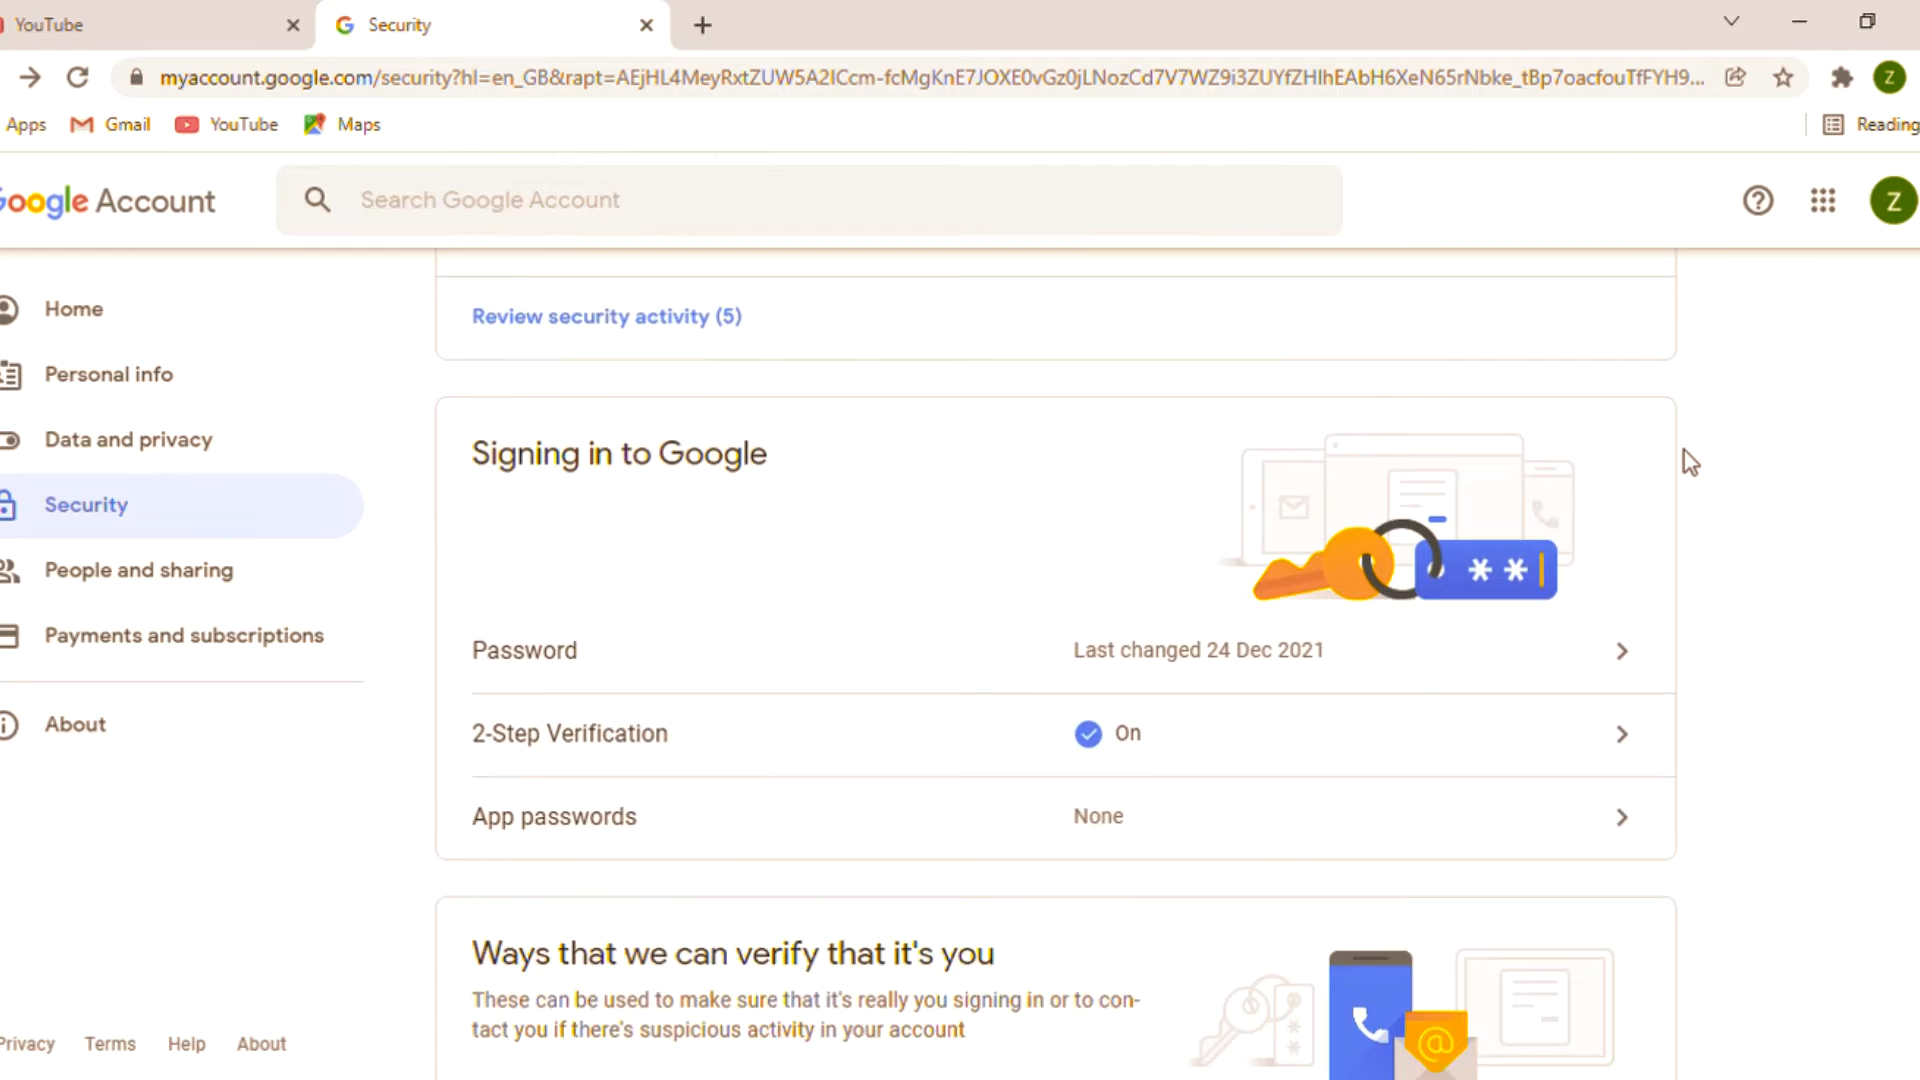 YouTube
Security
myaccount.google.com/security?hl=en_GB&rapt=AEjHL4MeyRxtZUW5A2ICcm-fcMgKnE7JOXE0vGz0jLNozCd7V7WZ9i3ZUYfZHIhEAbH6XeN65rNbke_tBp7oacfouTfFYH9...
Z
Apps
Gmail
YouTube
Maps
Reading
Google Account
Search Google Account
Z
Home
Personal info
Data and privacy
Security
People and sharing
Payments and subscriptions
About
Review security activity (5)
Signing in to Google
Password
Last changed 24 Dec 2021
2-Step Verification
On
App passwords
None
Ways that we can verify that it's you
These can be used to make sure that it's really you signing in or to con-
tact you if there's suspicious activity in your account
Privacy
Terms
Help
About